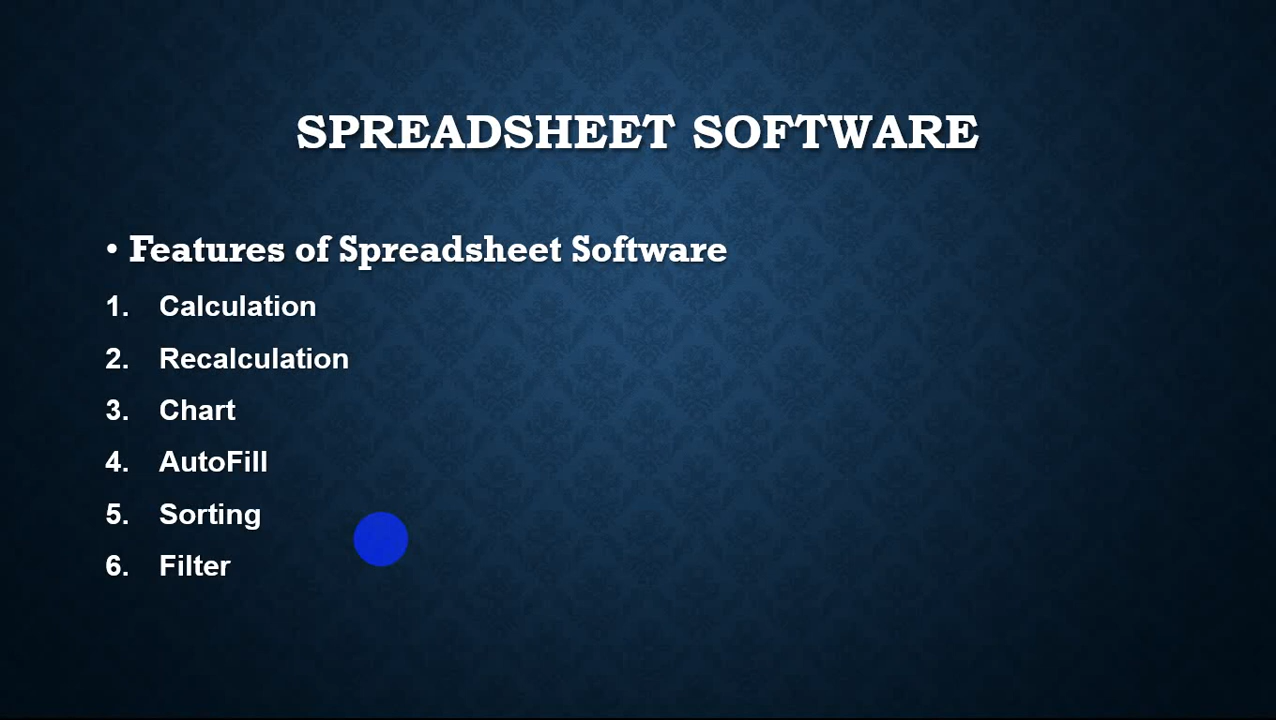 SPREADSHEET SOFTWARE
• Features of Spreadsheet Software
1. Calculation
2. Recalculation
3. Chart
4. AutoFill
5. Sorting
6. Filter